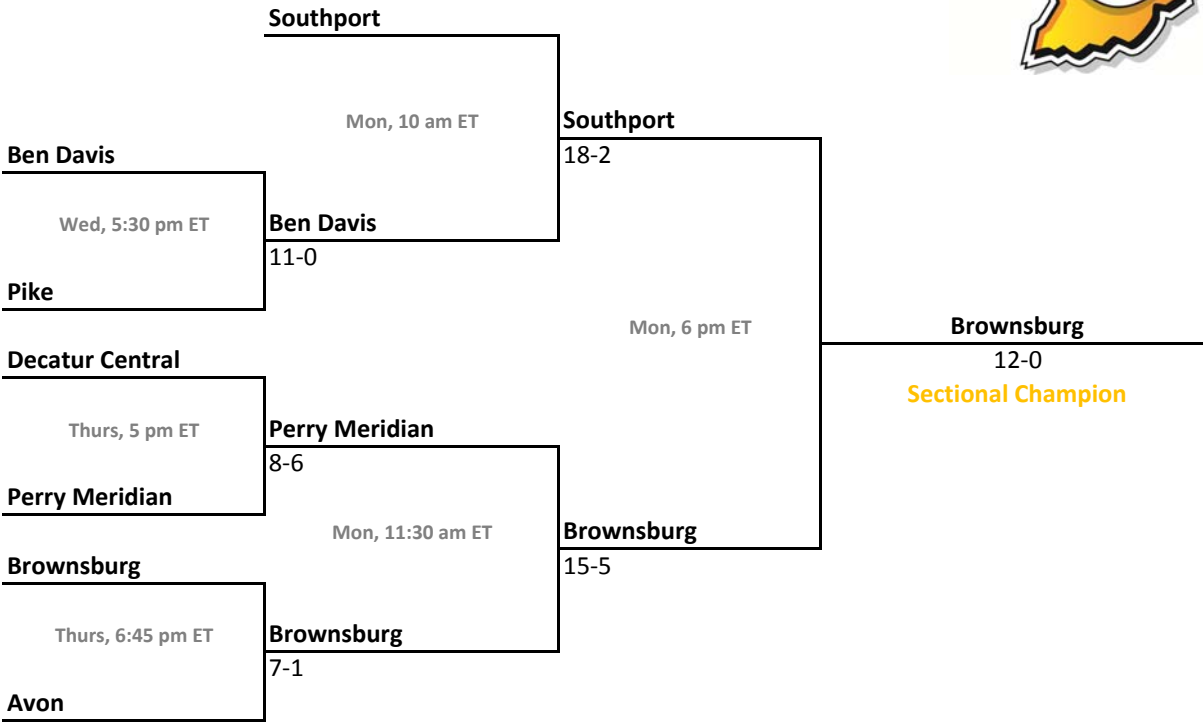 Southport
Mon, 10 am ET
Southport
Ben Davis
18-2
Wed, 5:30 pm ET
Ben Davis
11-0
Pike
Mon, 6 pm ET
Brownsburg
Decatur Central
12-0
Sectional Champion
Thurs, 5 pm ET
Perry Meridian
8-6
Perry Meridian
Mon, 11:30 am ET
Brownsburg
Brownsburg
15-5
Thurs, 6:45 pm ET
Brownsburg
7-1
Avon